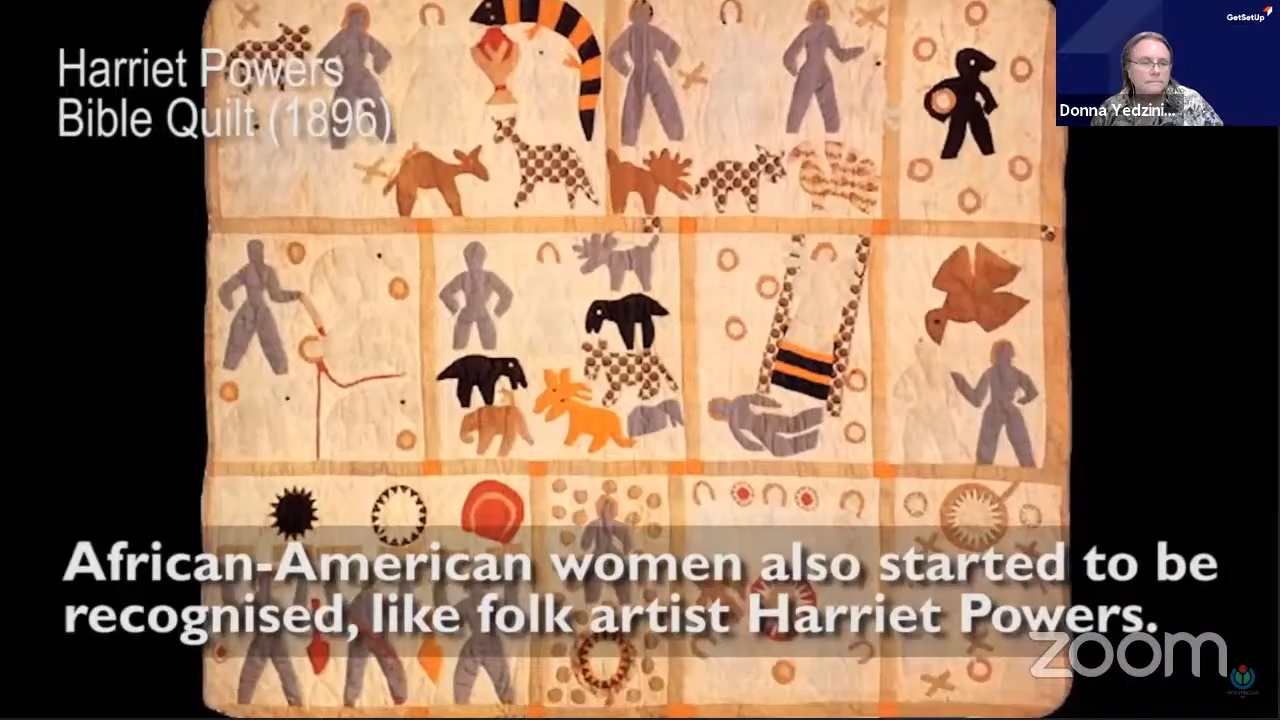 Harriet Powers
Bible Quilt (1896)
GetSetUp
Donna Yedzini...
African-American women also started to be
recognised, like folk artist Harriet Powers.
zoom